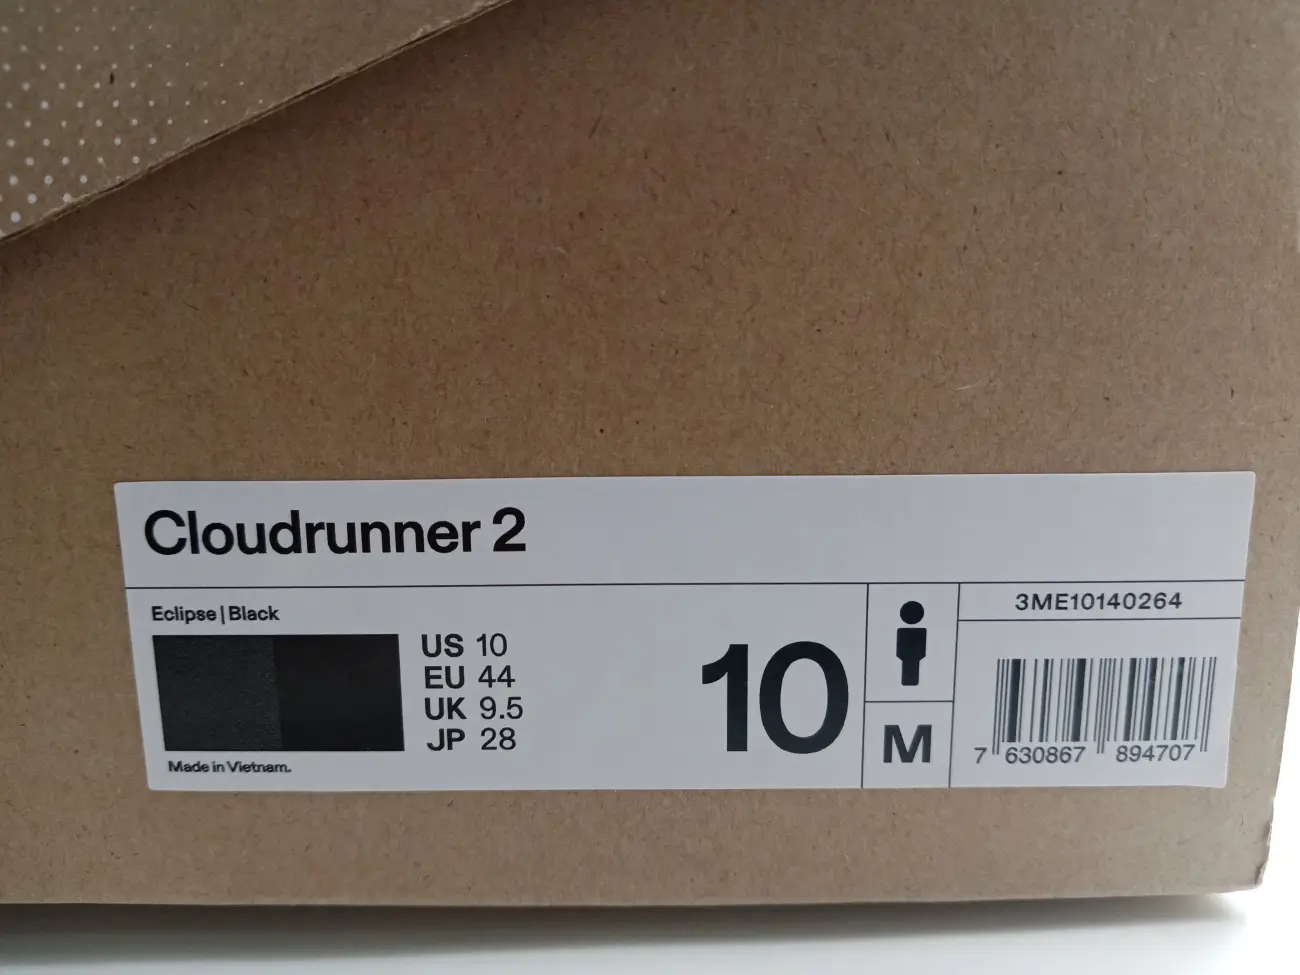 Cloudrunner 2
Eclipse | Black
US 10
EU 44
UK 9.5
JP 28
Made in Vietnam.
10
M
3ME10140264
7 630867 894707